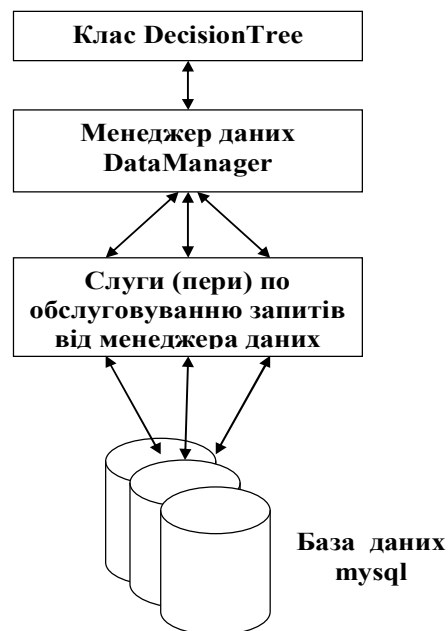 Клас DecisionTree
Менеджер даних
DataManager
Слуги (пери) по
обслуговуванню запитів
від менеджера даних
База даних
mysql